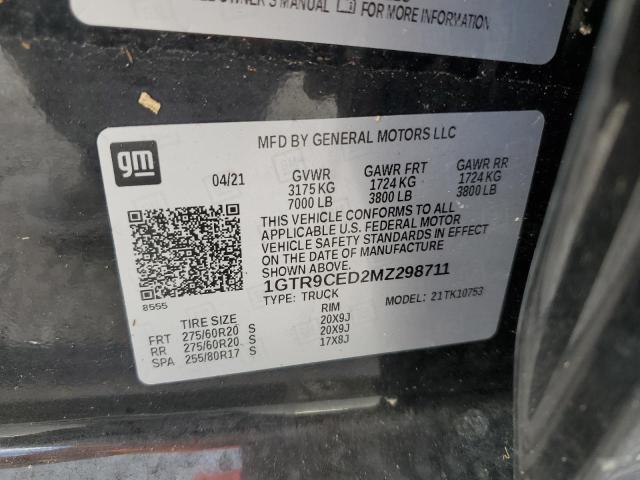 OWNER'S MANUAL FOR MORE INFORMATION
gm
MFD BY GENERAL MOTORS LLC
04/21 GVWR GAWR FRT GAWR RR
3175 KG 1724 KG 1724 KG
7000 LB 3800 LB 3800 LB
THIS VEHICLE CONFORMS TO ALL
APPLICABLE U.S. FEDERAL MOTOR
VEHICLE SAFETY STANDARDS IN EFFECT
ON THE DATE OF MANUFACTURE
SHOWN ABOVE.
8555
1GTR9CED2MZ298711
TYPE: TRUCK MODEL: 21TK10753
TIRE SIZE RIM
FRT 275/60R20 S 20X9J
RR 275/60R20 S 20X9J
SPA 255/80R17 S 17X8J